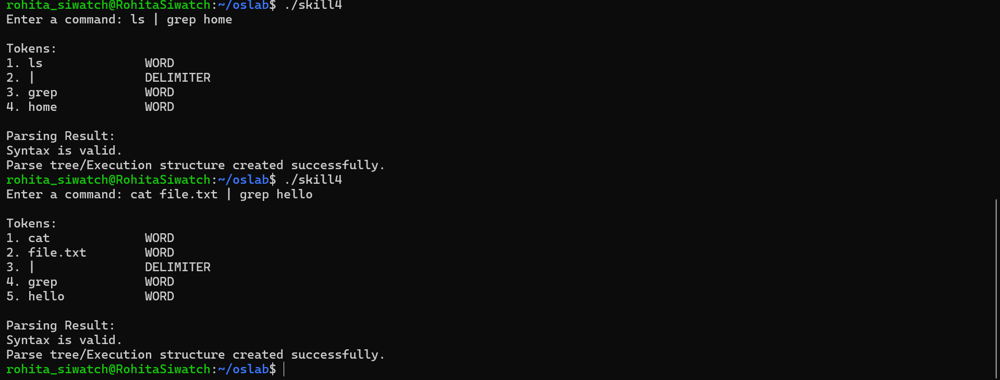 rohita_siwatch@RohitaSiwatch:~/oslab$ ./skill4
Enter a command: ls | grep home

Tokens:
1. ls              WORD
2. |               DELIMITER
3. grep            WORD
4. home            WORD

Parsing Result:
Syntax is valid.
Parse tree/Execution structure created successfully.
rohita_siwatch@RohitaSiwatch:~/oslab$ ./skill4
Enter a command: cat file.txt | grep hello

Tokens:
1. cat             WORD
2. file.txt        WORD
3. |               DELIMITER
4. grep            WORD
5. hello           WORD

Parsing Result:
Syntax is valid.
Parse tree/Execution structure created successfully.
rohita_siwatch@RohitaSiwatch:~/oslab$